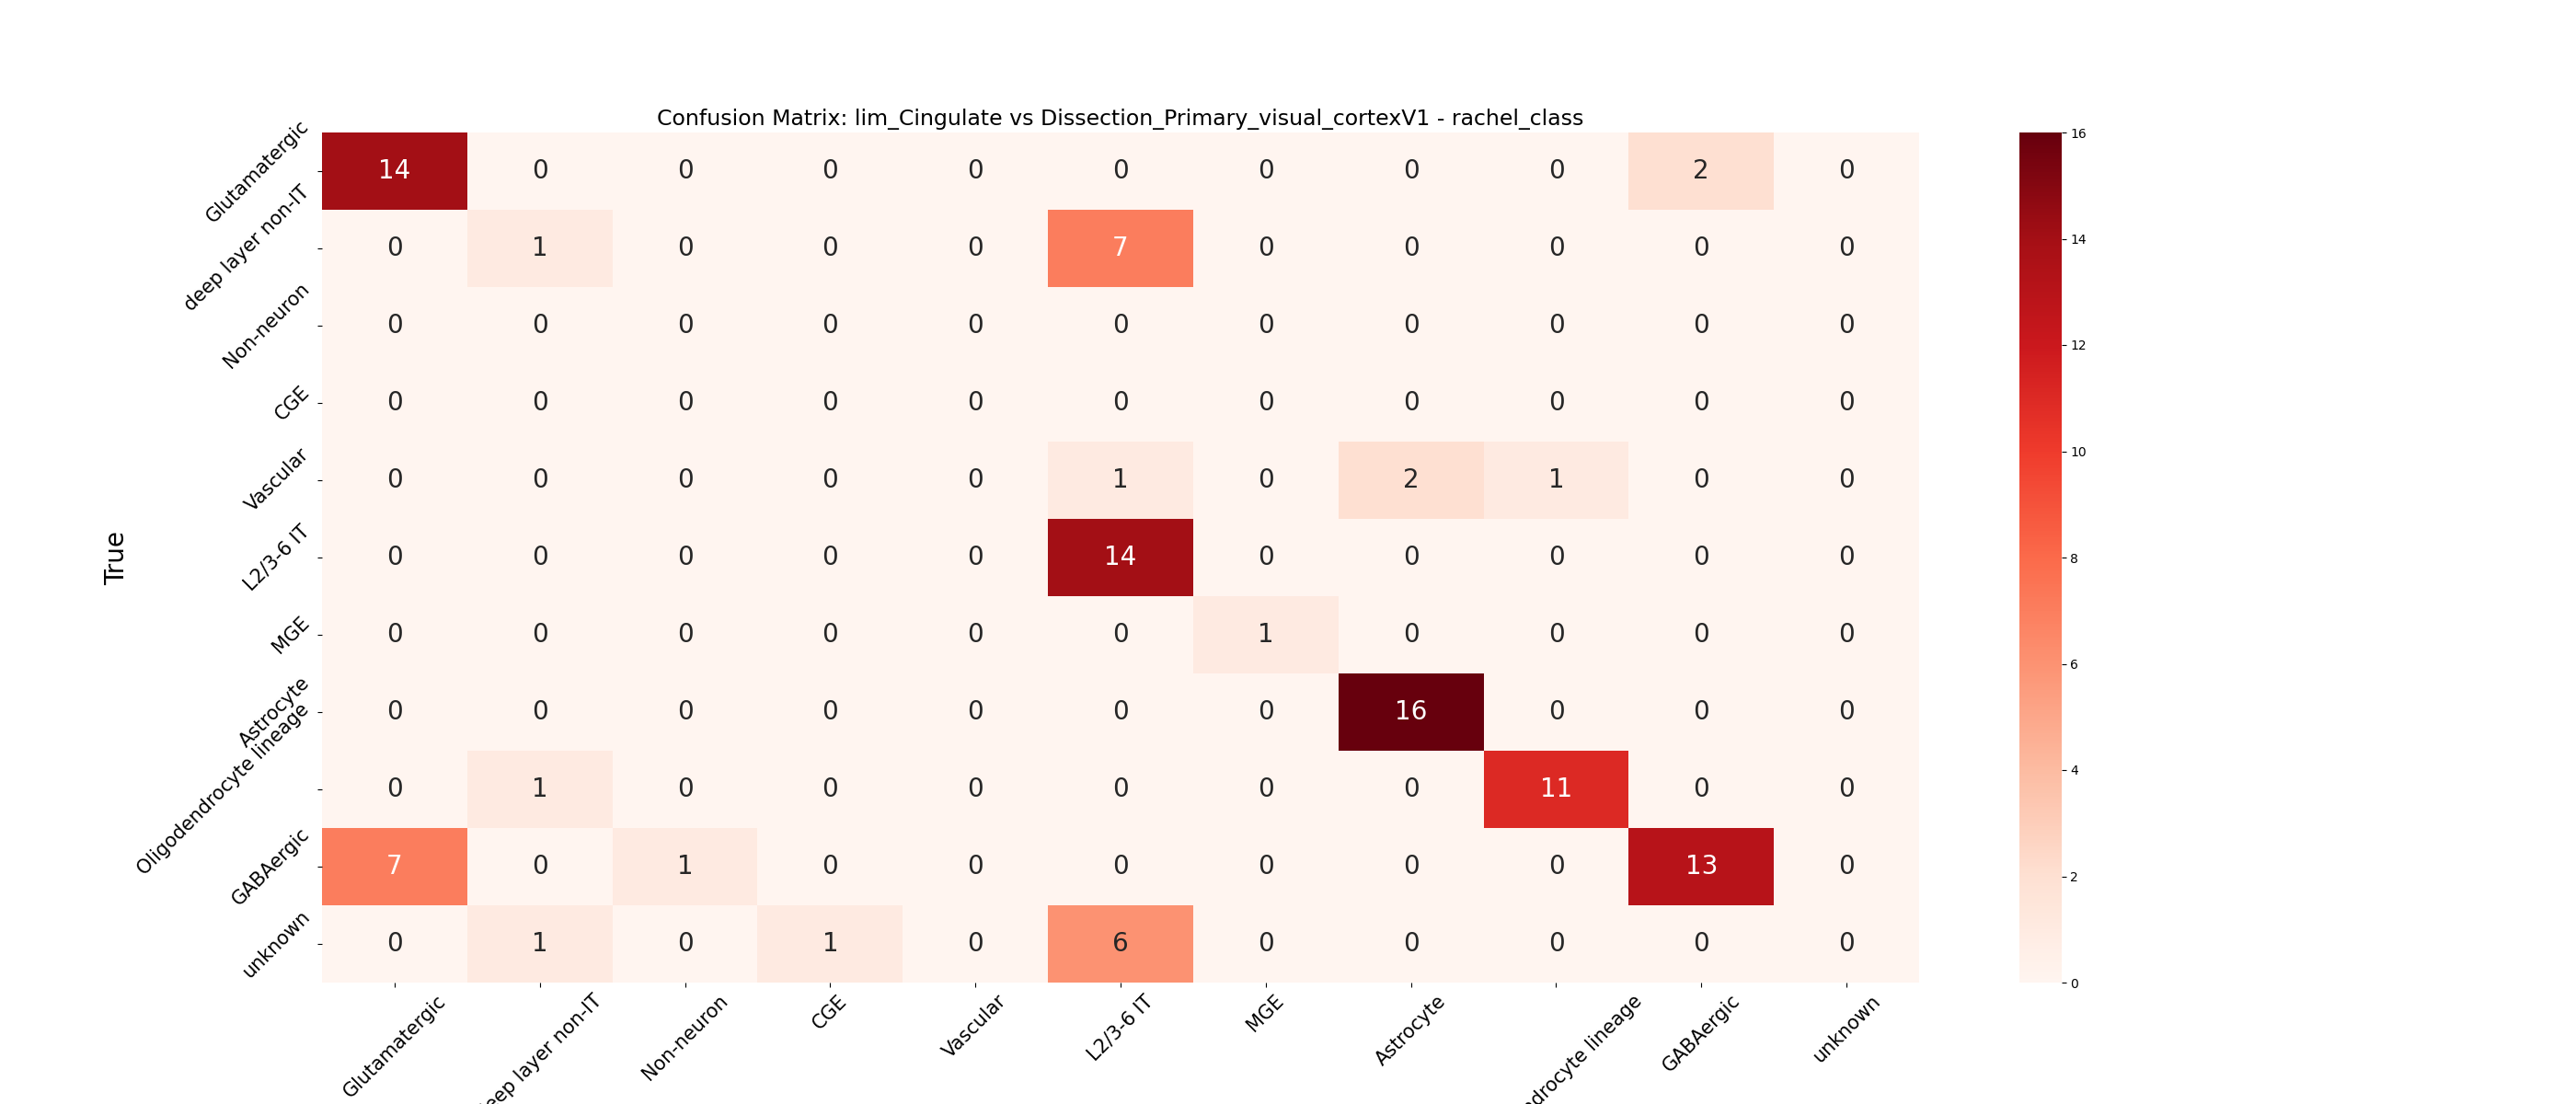 Confusion Matrix: lim_Cingulate vs Dissection_Primary_visual_cortexV1 - rachel_class
True
Glutamatergic 14 0 0 0 0 0 0 0 0 2 0
deep layer non-IT 0 1 0 0 0 7 0 0 0 0 0
Non-neuron 0 0 0 0 0 0 0 0 0 0 0
CGE 0 0 0 0 0 0 0 0 0 0 0
Vascular 0 0 0 0 0 1 0 2 1 0 0
L2/3-6 IT 0 0 0 0 0 14 0 0 0 0 0
MGE 0 0 0 0 0 0 1 0 0 0 0
Astrocyte 0 0 0 0 0 0 0 16 0 0 0
Oligodendrocyte lineage 0 1 0 0 0 0 0 0 11 0 0
GABAergic 7 0 1 0 0 0 0 0 0 13 0
unknown 0 1 0 1 0 6 0 0 0 0 0
Glutamatergic eep layer non-IT Non-neuron CGE Vascular L2/3-6 IT MGE Astrocyte ndrocyte lineage GABAergic unknown
16
14
12
10
8
6
4
2
0